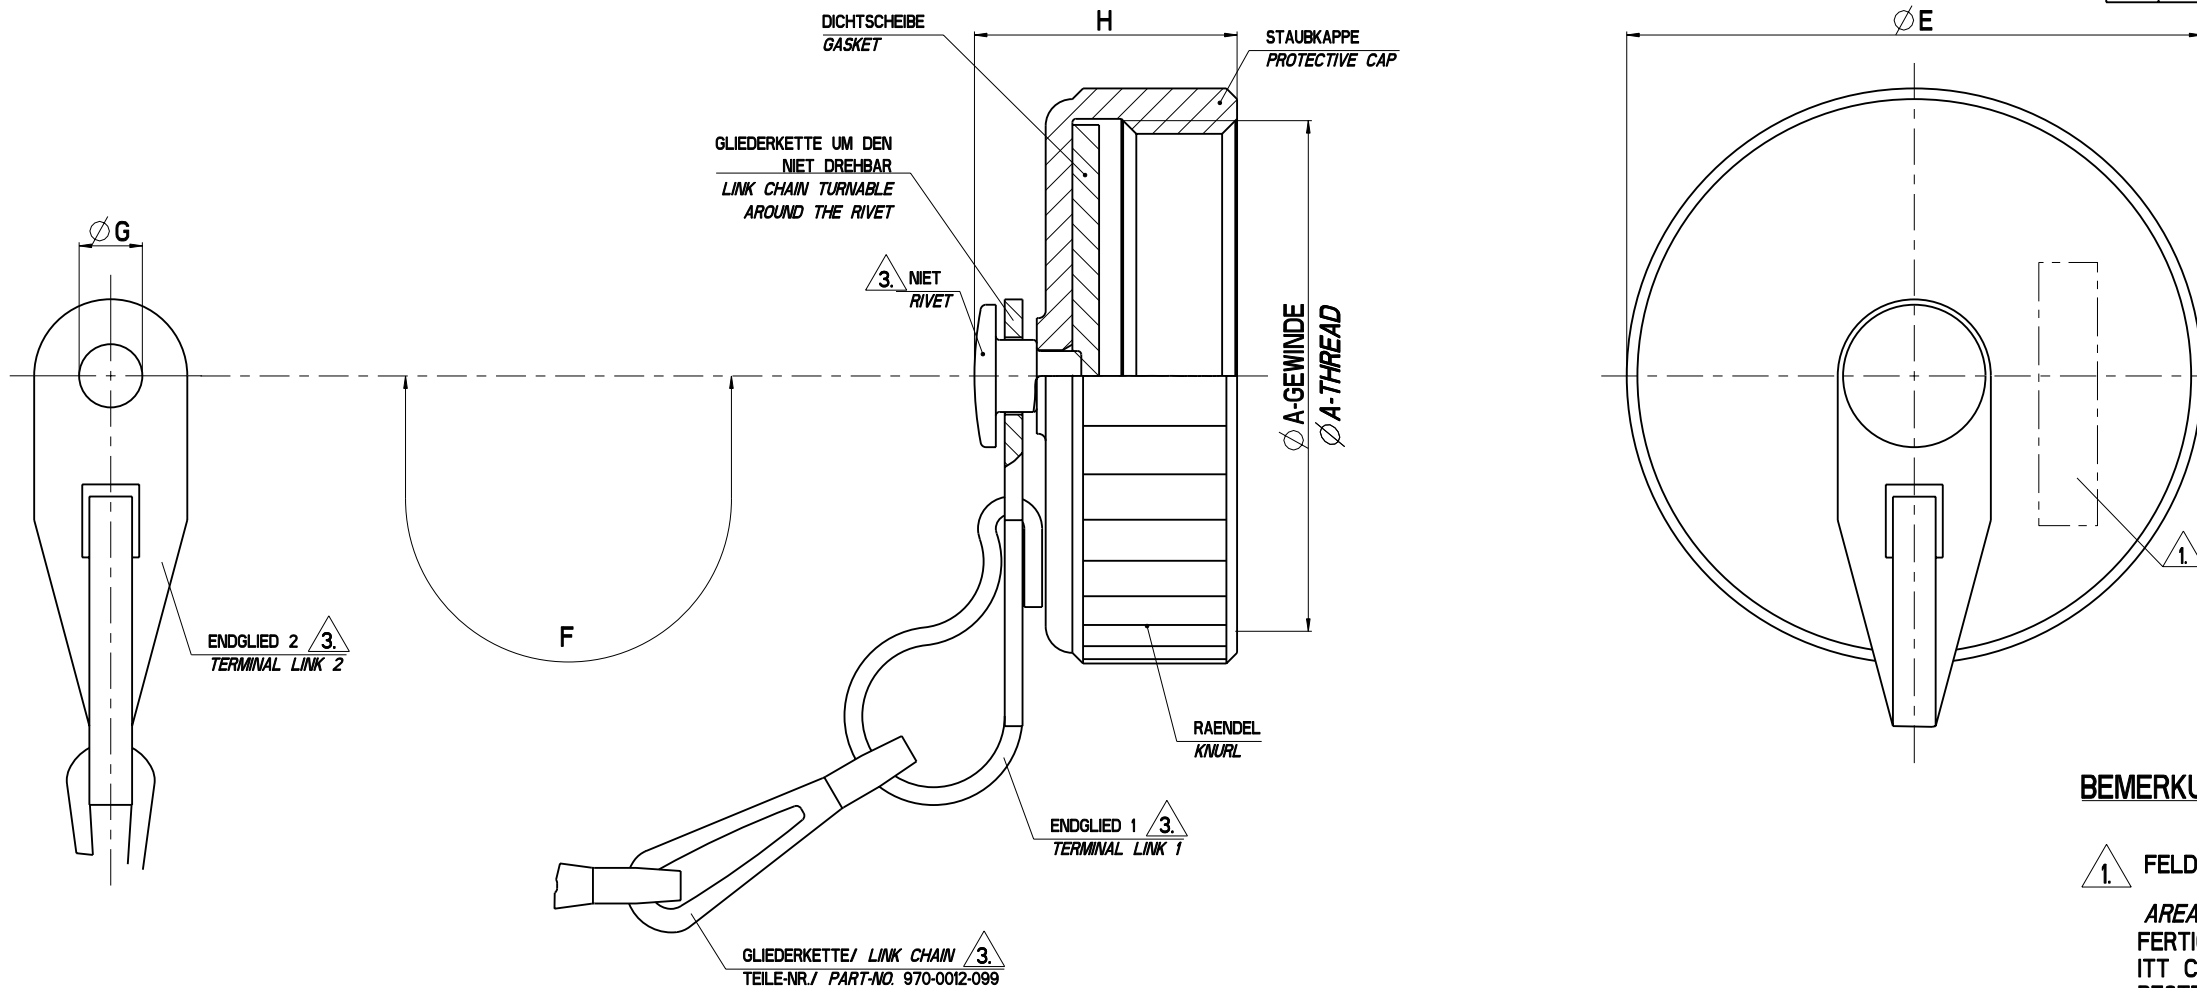 DICHTSCHEIBE
GASKET
H
STAUBKAPPE
PROTECTIVE CAP
∅ E
GLIEDERKETTE UM DEN
NIET DREHBAR
LINK CHAIN TURNABLE
AROUND THE RIVET
∅ G
3. NIET
RIVET
∅ A-GEWINDE
∅ A-THREAD
1.
F
ENDGLIED 2 3.
TERMINAL LINK 2
RAENDEL
KNURL
ENDGLIED 1 3.
TERMINAL LINK 1
GLIEDERKETTE/ LINK CHAIN 3.
TEILE-NR./ PART-NO. 970-0012-099
BEMERKU
1. FELD
AREA
FERTI
ITT C